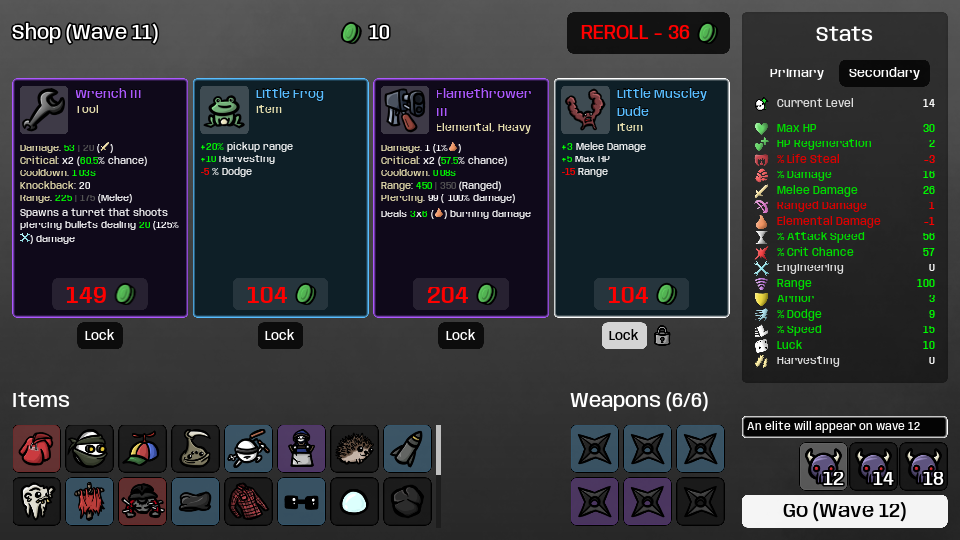 Shop (Wave 11)
10
REROLL - 36
Wrench III
Tool
Damage: 53 | 20 ( )
Critical: x2 (60.5% chance)
Cooldown: 1.03s
Knockback: 20
Range: 225 | 175 (Melee)
Spawns a turret that shoots
piercing bullets dealing 20 (125%
) damage
149
Lock
Little Frog
Item
+20% pickup range
+10 Harvesting
-5 % Dodge
104
Lock
Flamethrower
III
Elemental, Heavy
Damage: 1 (1% )
Critical: x2 (57.5% chance)
Cooldown: 0.08s
Range: 450 | 350 (Ranged)
Piercing: 99 (-100% damage)
Deals 3x6 ( ) burning damage
204
Lock
Little Muscley
Dude
Item
+3 Melee Damage
+5 Max HP
-15 Range
104
Lock
Stats
Primary Secondary
Current Level 14
Max HP 30
HP Regeneration 2
% Life Steal -3
% Damage 16
Melee Damage 26
Ranged Damage 1
Elemental Damage -1
% Attack Speed 56
% Crit Chance 57
Engineering 0
Range 100
Armor 3
% Dodge 9
% Speed 15
Luck 10
Harvesting 0
Items
Weapons (6/6)
An elite will appear on wave 12
12 14 18
Go (Wave 12)